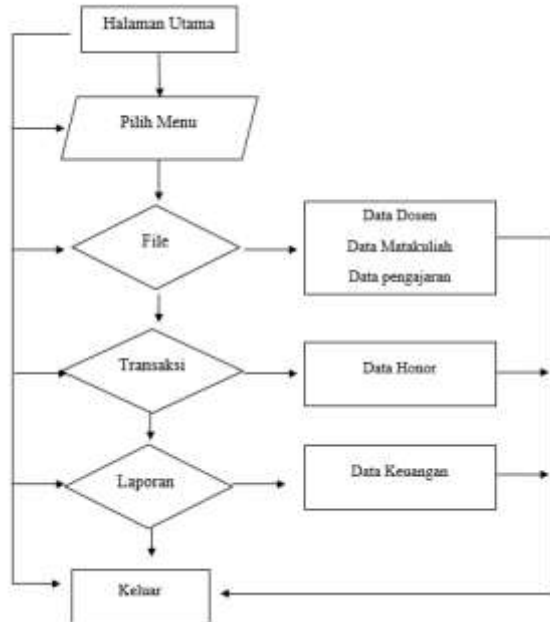 Halaman Utama
Pilih Menu
File
Data Dosen
Data Matakuliah
Data pengajaran
Transaksi
Data Honor
Laporan
Data Keuangan
Keluar